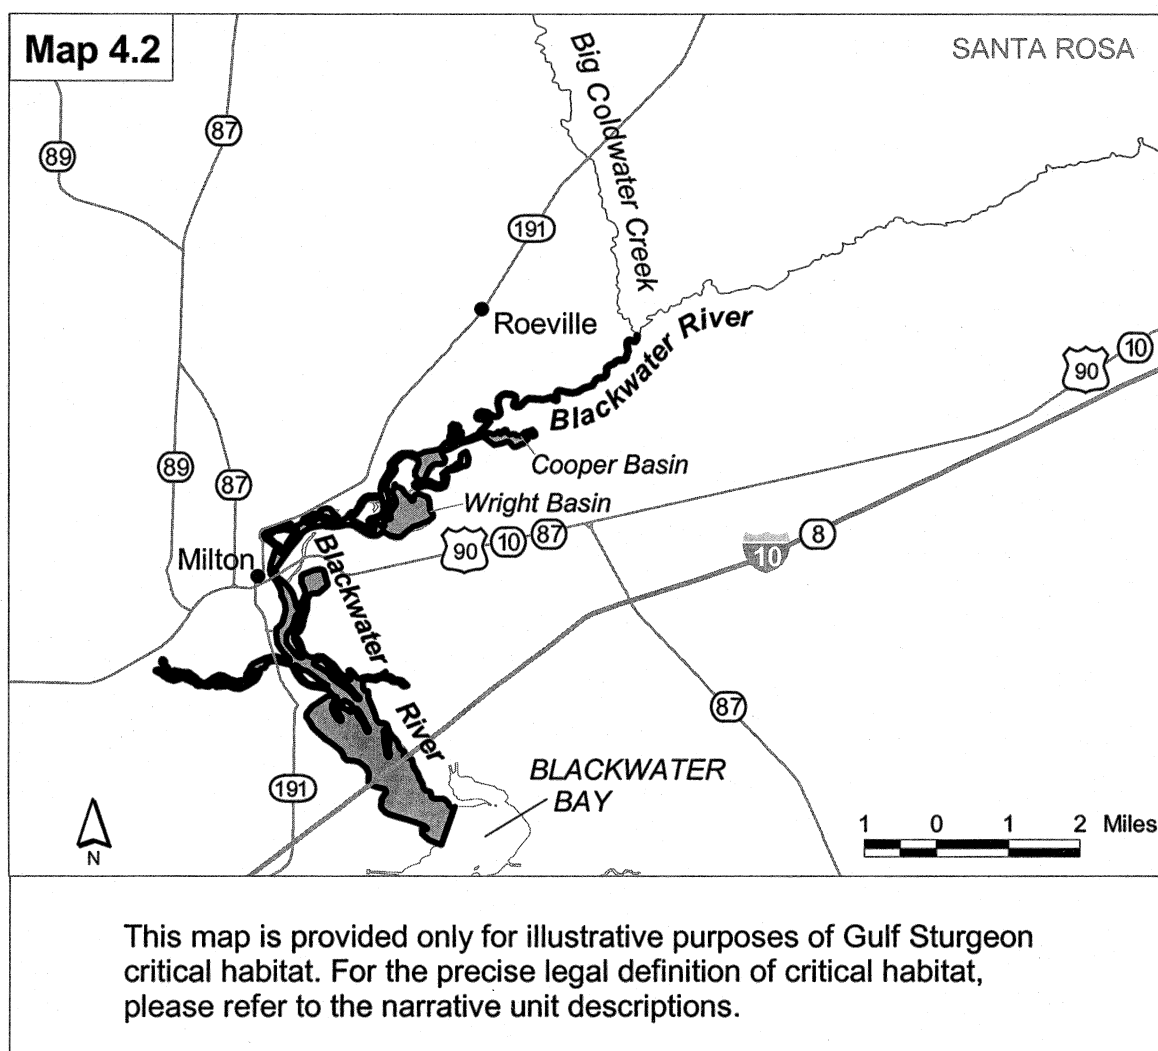 Map 4.2
SANTA ROSA
Big Coldwater Creek
87
89
191
Roeville
Blackwater River
10
90
Cooper Basin
89
87
Wright Basin
90
10
87
10
8
Milton
Blackwater River
87
191
BLACKWATER
BAY
1 0 1 2 Miles
N
This map is provided only for illustrative purposes of Gulf Sturgeon
critical habitat. For the precise legal definition of critical habitat,
please refer to the narrative unit descriptions.